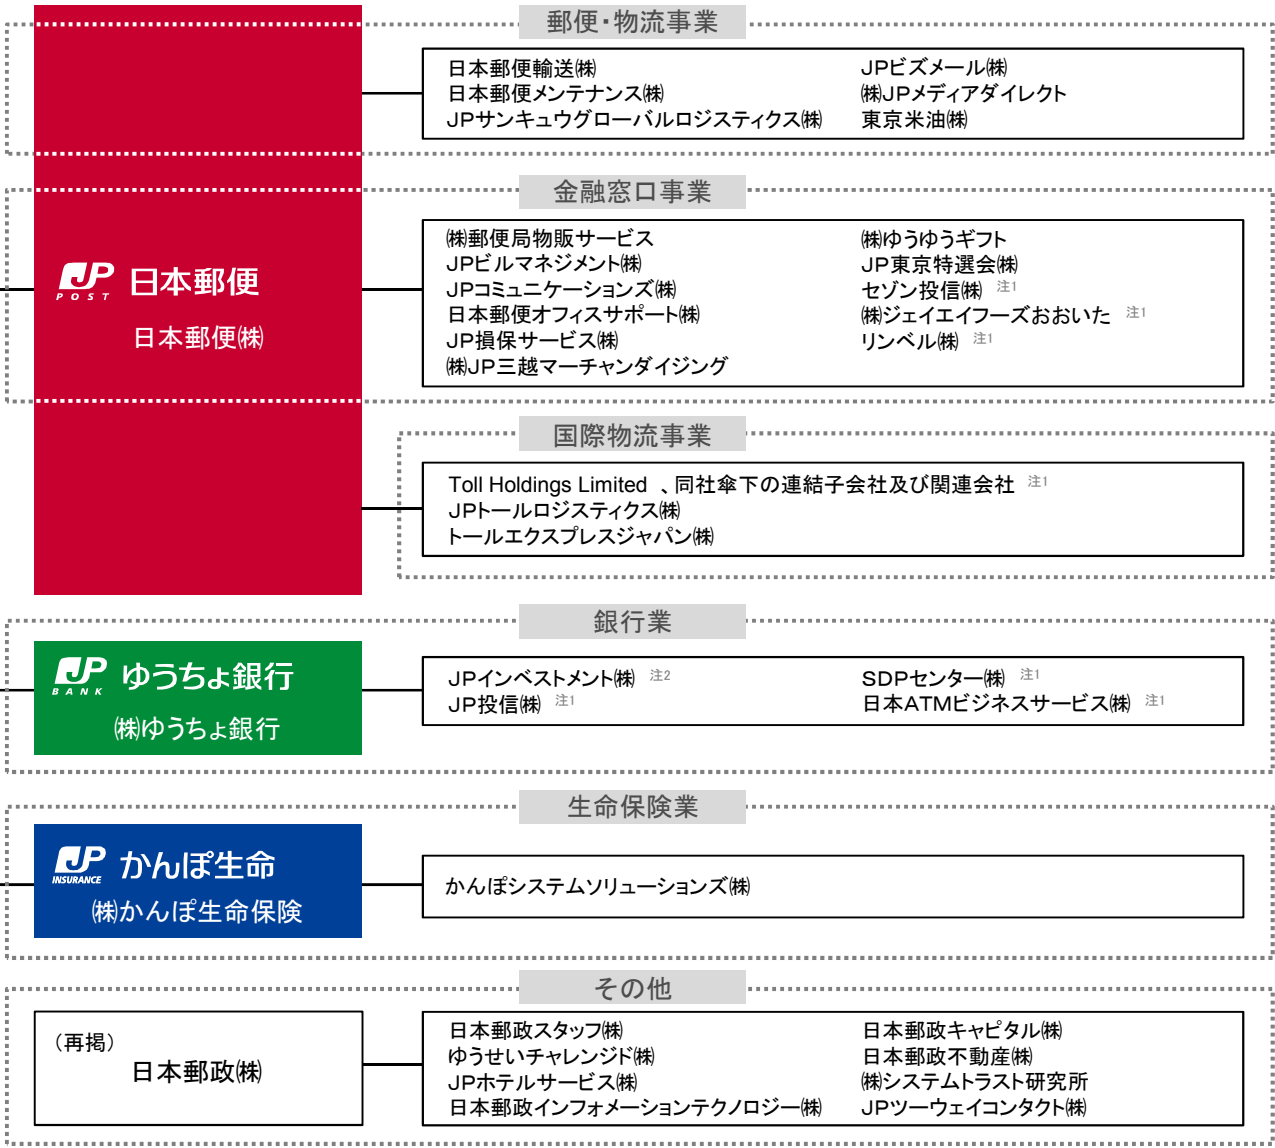 郵便・物流事業
日本郵便輸送㈱
日本郵便メンテナンス㈱
JPサンキュウグローバルロジスティクス㈱
JPビズメール㈱
㈱JPメディアダイレクト
東京米油㈱
金融窓口事業
JP POST 日本郵便
日本郵便㈱
㈱郵便局物販サービス
JPビルマネジメント㈱
JPコミュニケーションズ㈱
日本郵便オフィスサポート㈱
JP損保サービス㈱
㈱JP三越マーチャンダイジング
㈱ゆうゆうギフト
JP東京特選会㈱
セゾン投信㈱ 注1
㈱ジェイエイフーズおおいた 注1
リンベル㈱ 注1
国際物流事業
Toll Holdings Limited 、同社傘下の連結子会社及び関連会社 注1
JPトールロジスティクス㈱
トールエクスプレスジャパン㈱
銀行業
JP BANK ゆうちょ銀行
㈱ゆうちょ銀行
JPインベストメント㈱ 注2
JP投信㈱ 注1
SDPセンター㈱ 注1
日本ATMビジネスサービス㈱ 注1
生命保険業
JP INSURANCE かんぽ生命
㈱かんぽ生命保険
かんぽシステムソリューションズ㈱
その他
（再掲）
日本郵政㈱
日本郵政スタッフ㈱
ゆうせいチャレンジド㈱
JPホテルサービス㈱
日本郵政インフォメーションテクノロジー㈱
日本郵政キャピタル㈱
日本郵政不動産㈱
㈱システムトラスト研究所
JPツーウェイコンタクト㈱